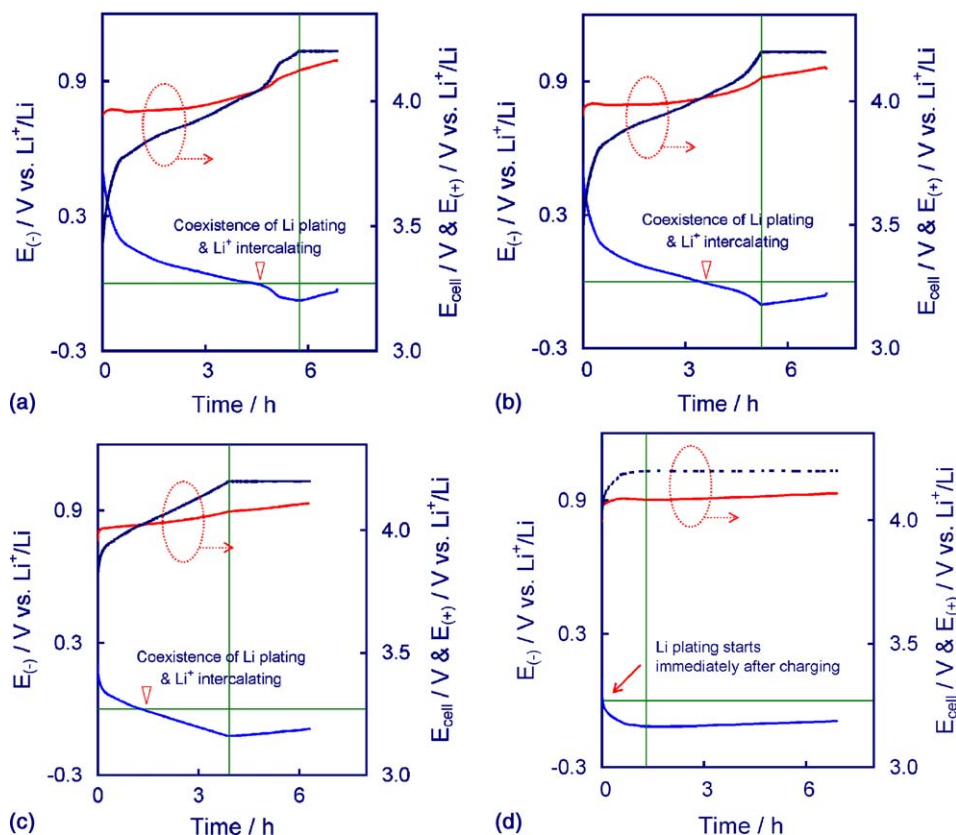 E(-) / V vs. Li⁺/Li
0.9
0.3
-0.3
Coexistence of Li plating
& Li⁺ intercalating
4.0
3.5
3.0
E_cell / V & E(+) / V vs. Li⁺/Li
0
3
6
Time / h
(a)
E(-) / V vs. Li⁺/Li
0.9
0.3
-0.3
Coexistence of Li plating
& Li⁺ intercalating
4.0
3.5
3.0
E_cell / V & E(+) / V vs. Li⁺/Li
0
3
6
Time / h
(b)
E(-) / V vs. Li⁺/Li
0.9
0.3
-0.3
Coexistence of Li plating
& Li⁺ intercalating
4.0
3.5
3.0
E_cell / V & E(+) / V vs. Li⁺/Li
0
3
6
Time / h
(c)
E(-) / V vs. Li⁺/Li
0.9
0.3
-0.3
Li plating starts
immediately after charging
4.0
3.5
3.0
E_cell / V & E(+) / V vs. Li⁺/Li
0
3
6
Time / h
(d)